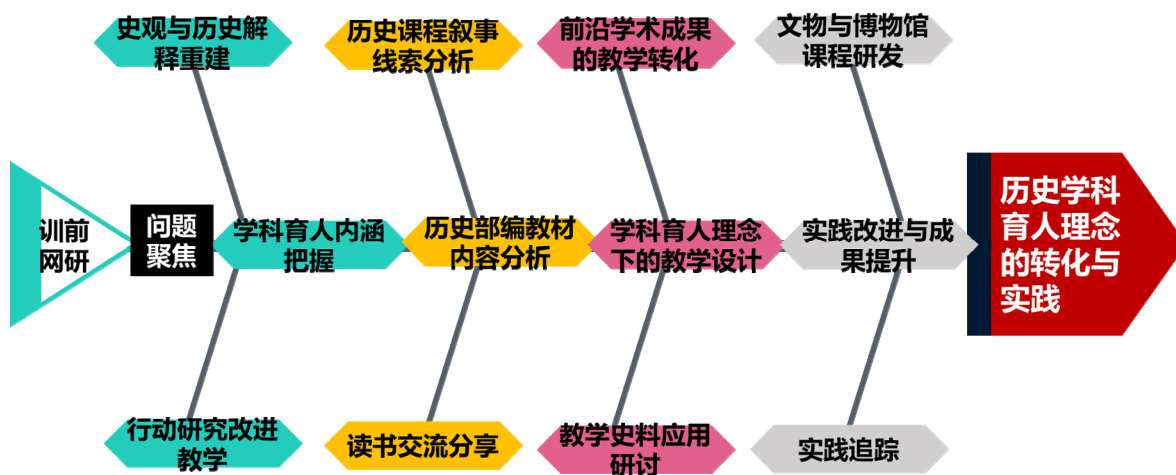 史观与历史解
释重建
历史课程叙事
线索分析
前沿学术成果
的教学转化
文物与博物馆
课程研发
训前
网研
问题
聚焦
学科育人内涵
把握
历史部编教材
内容分析
学科育人理念
下的教学设计
实践改进与成
果提升
历史学科
育人理念
的转化与
实践
行动研究改进
教学
读书交流分享
教学史料应用
研讨
实践追踪